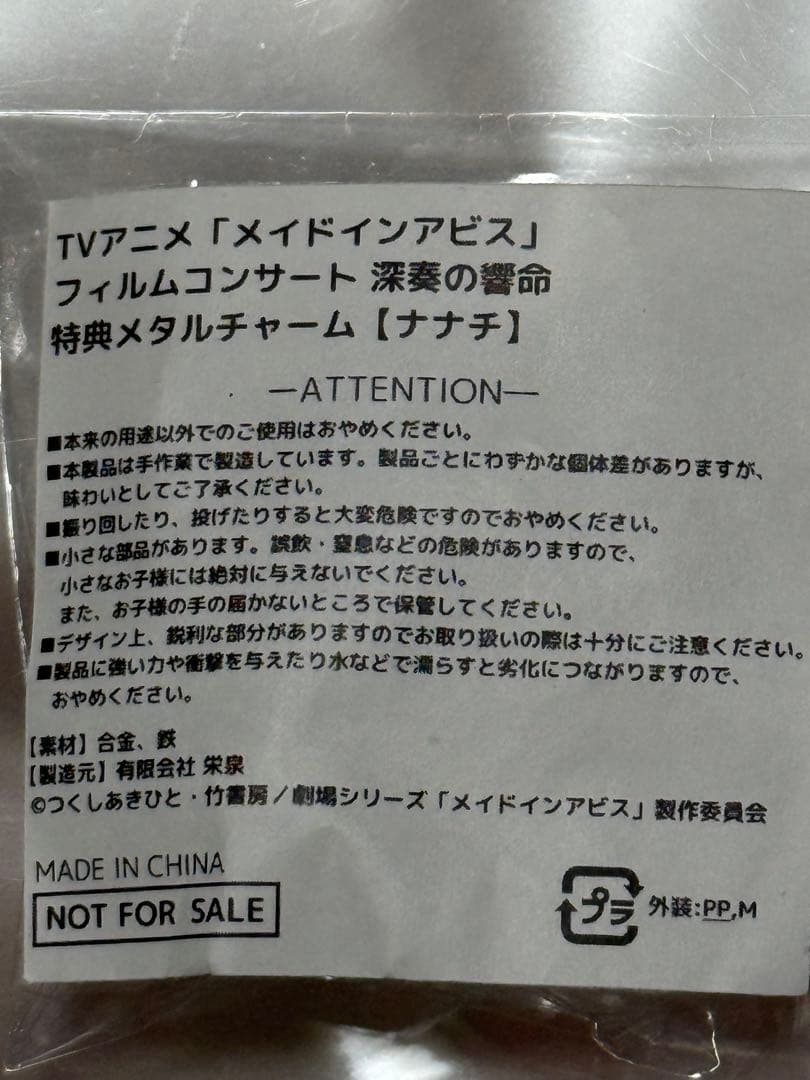 TVアニメ「メイドインアビス」
フィルムコンサート 深奏の響命
特典メタルチャーム【ナナチ】
—ATTENTION—
■本来の用途以外でのご使用はおやめください。
■本製品は手作業で製造しています。製品ごとにわずかな個体差がありますが、
味わいとしてご了承ください。
■振り回したり、投げたりすると大変危険ですのでおやめください。
■小さな部品があります。誤飲・窒息などの危険がありますので、
小さなお子様には絶対に与えないでください。
また、お子様の手の届かないところで保管してください。
■デザイン上、鋭利な部分がありますのでお取り扱いの際は十分にご注意ください。
■製品に強い力や衝撃を与えたり水などで濡らすと劣化につながりますので、
おやめください。
【素材】合金、鉄
【製造元】有限会社 栄泉
©つくしあきひと・竹書房/劇場シリーズ「メイドインアビス」製作委員会
MADE IN CHINA
NOT FOR SALE
プラ 外装:PP,M